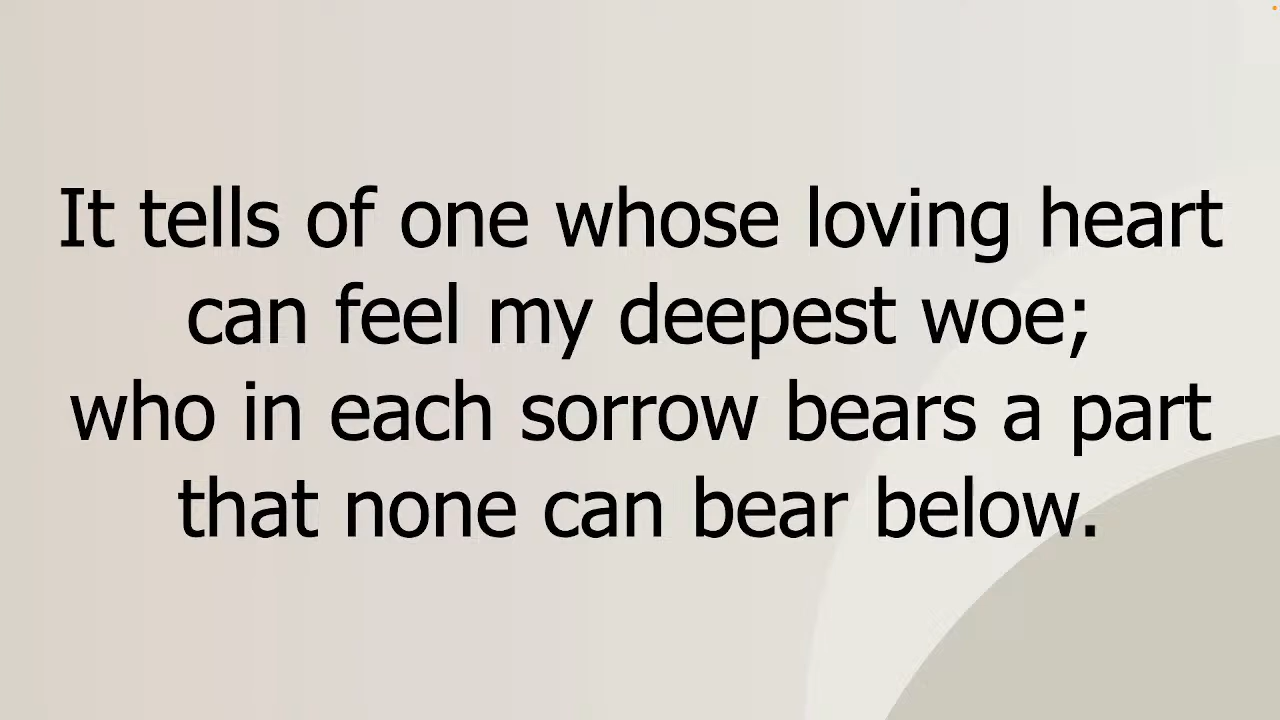 It tells of one whose loving heart
can feel my deepest woe;
who in each sorrow bears a part
that none can bear below.